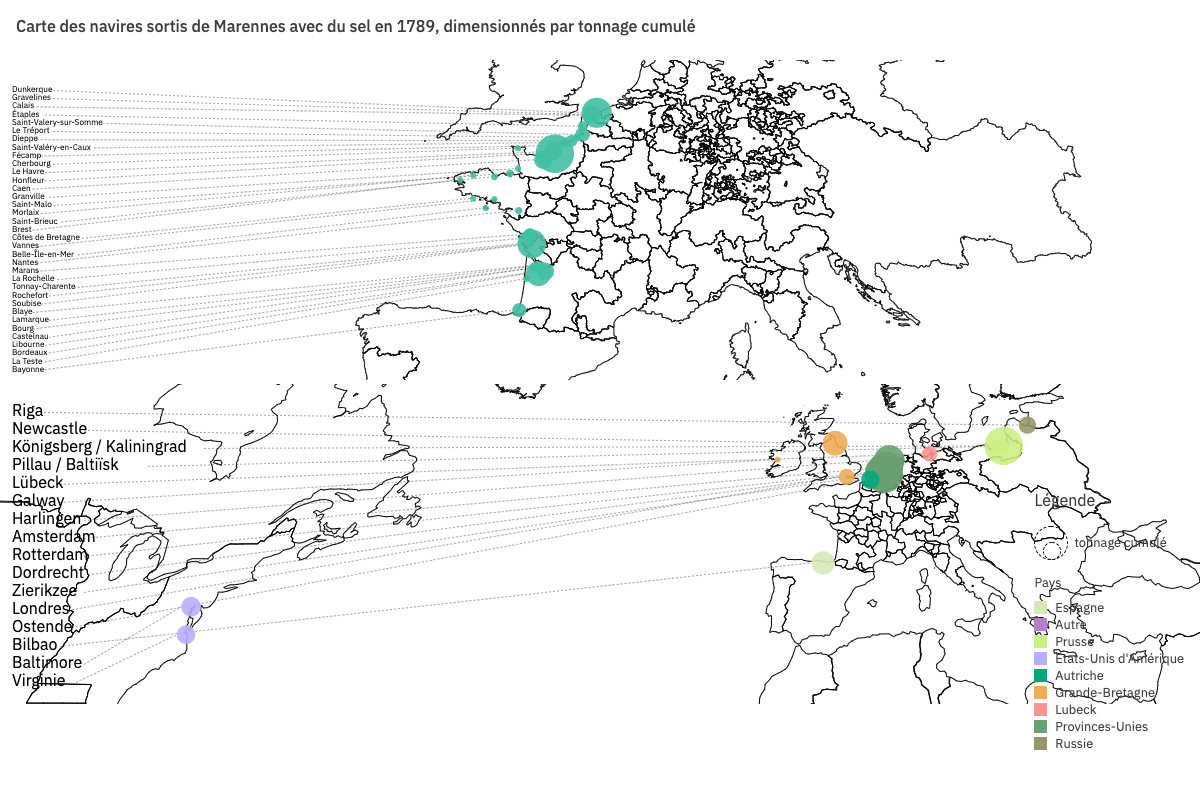 Carte des navires sortis de Marennes avec du sel en 1789, dimensionnés par tonnage cumulé
Dunkerque
Gravelines
Calais
Étaples
Saint-Valery-sur-Somme
Le Tréport
Dieppe
Saint-Valéry-en-Caux
Fécamp
Cherbourg
Le Havre
Honfleur
Caen
Granville
Saint-Malo
Morlaix
Saint-Brieuc
Brest
Côtes de Bretagne
Vannes
Belle-Île-en-Mer
Nantes
Marans
La Rochelle
Tonnay-Charente
Rochefort
Soubise
Blaye
Lamarque
Bourg
Castelnau
Libourne
Bordeaux
La Teste
Bayonne
Riga
Newcastle
Königsberg / Kaliningrad
Pillau / Baltiïsk
Lübeck
Galway
Harlingen
Amsterdam
Rotterdam
Dordrecht
Zierikzee
Londres
Ostende
Bilbao
Baltimore
Virginie
Légende
tonnage cumulé
Pays
Espagne
Autre
Prusse
États-Unis d'Amérique
Autriche
Grande-Bretagne
Lubeck
Provinces-Unies
Russie